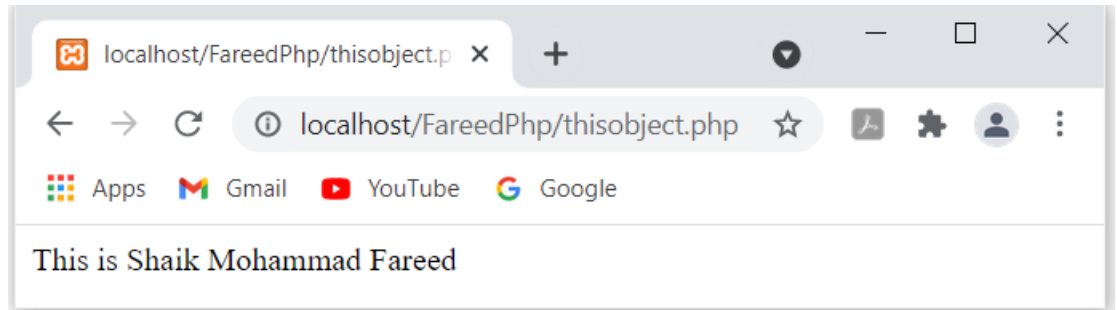 localhost/FareedPhp/thisobject.p
localhost/FareedPhp/thisobject.php
Apps Gmail YouTube Google
This is Shaik Mohammad Fareed